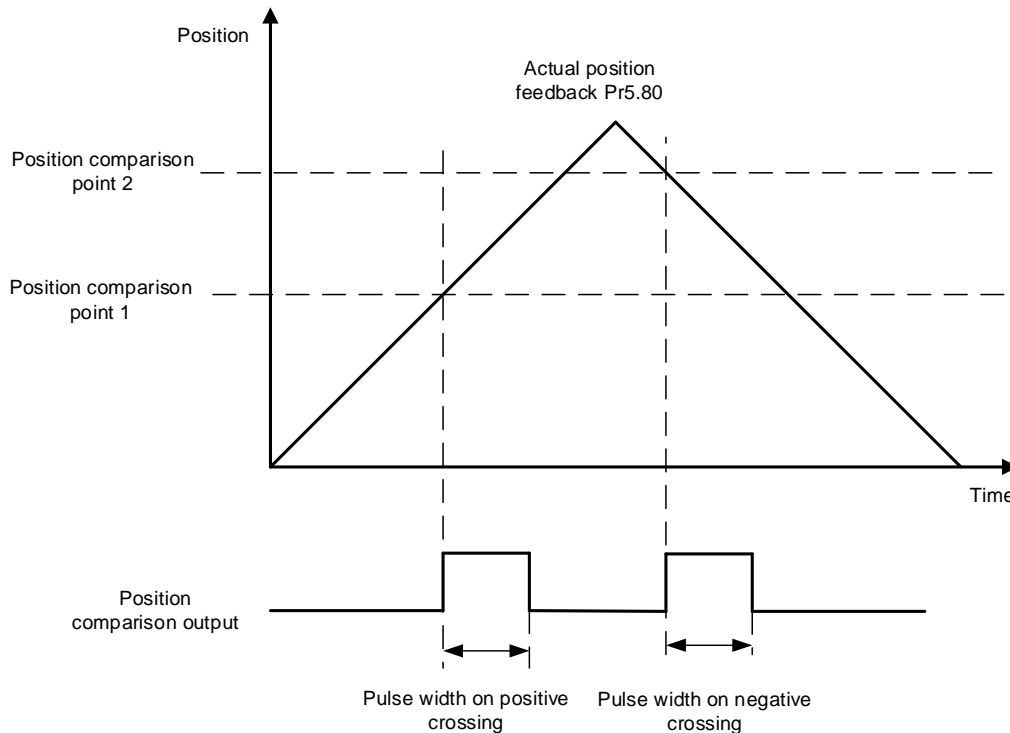 Position
Actual position
feedback Pr5.80
Position comparison
point 2
Position comparison
point 1
Time
Position
comparison output
Pulse width on positive
crossing
Pulse width on negative
crossing